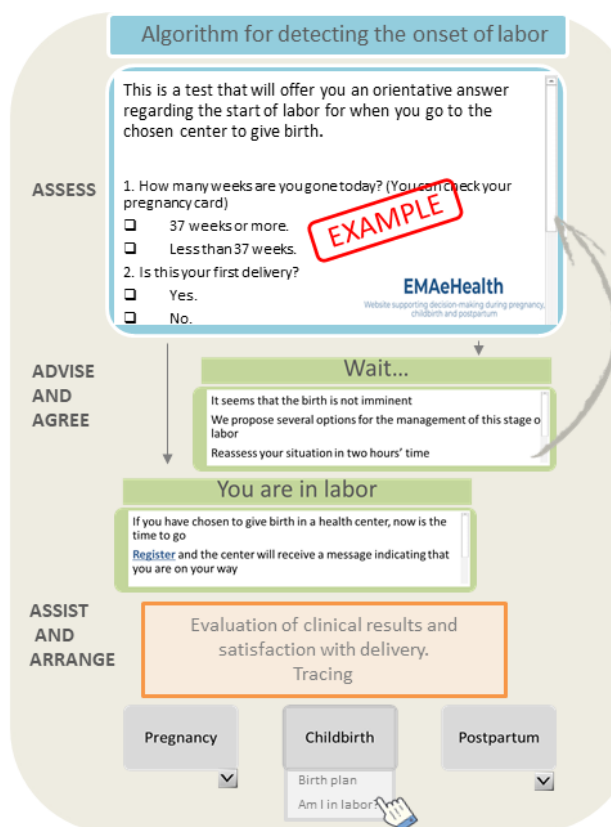 Algorithm for detecting the onset of labor
This is a test that will offer you an orientative answer
regarding the start of labor for when you go to the
chosen center to give birth.
ASSESS
1. How many weeks are you gone today? (You can check your
pregnancy card)
37 weeks or more.
Less than 37 weeks.
EXAMPLE
2. Is this your first delivery?
Yes.
No.
EMAeHealth
Website supporting decision-making during pregnancy,
childbirth and postpartum
ADVISE
AND
AGREE
Wait...
It seems that the birth is not imminent
We propose several options for the management of this stage o
labor
Reassess your situation in two hours' time
You are in labor
If you have chosen to give birth in a health center, now is the
time to go
Register and the center will receive a message indicating that
you are on your way
ASSIST
AND
ARRANGE
Evaluation of clinical results and
satisfaction with delivery.
Tracing
Pregnancy
Childbirth
Postpartum
Birth plan
Am I in labor?